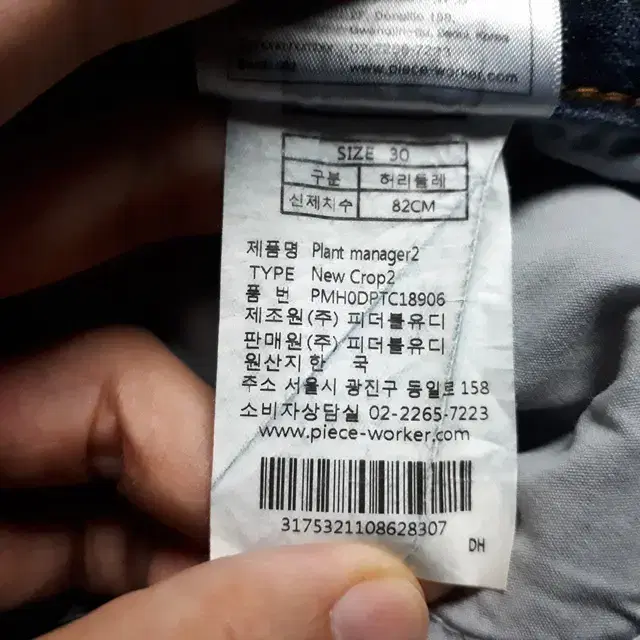 www.piece-worker.com
SIZE 30
구분 허리둘레
신체치수 82CM
제품명 Plant manager2
TYPE New Crop2
품 번 PMH0DPTC18906
제조원(주) 피더블유디
판매원(주) 피더블유디
원산지 한 국
주소 서울시 광진구 동일로 158
소비자상담실 02-2265-7223
www.piece-worker.com
3175321108628307
DH